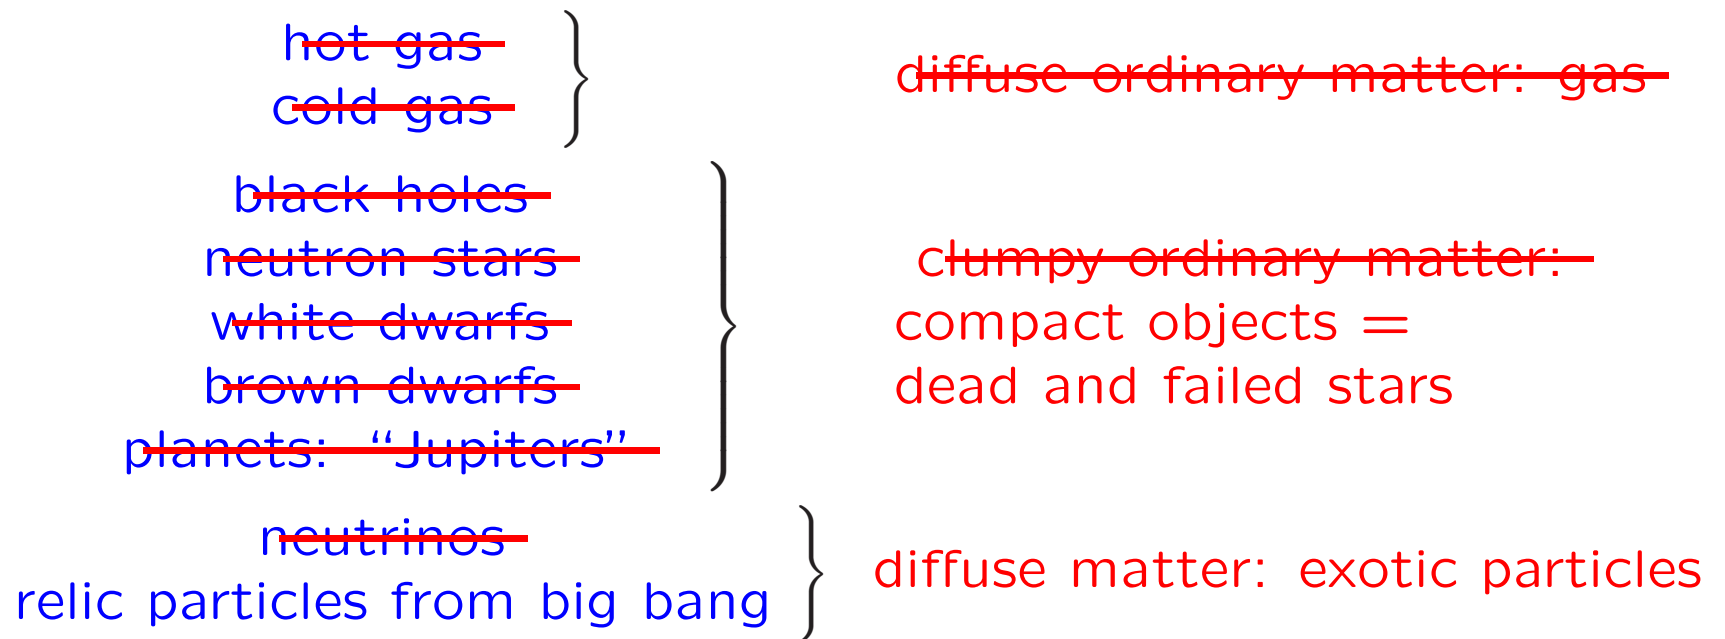 hot gas
cold gas
diffuse ordinary matter: gas
black holes
neutron stars
white dwarfs
brown dwarfs
planets: “Jupiters”
clumpy ordinary matter:
compact objects =
dead and failed stars
neutrinos
relic particles from big bang
diffuse matter: exotic particles